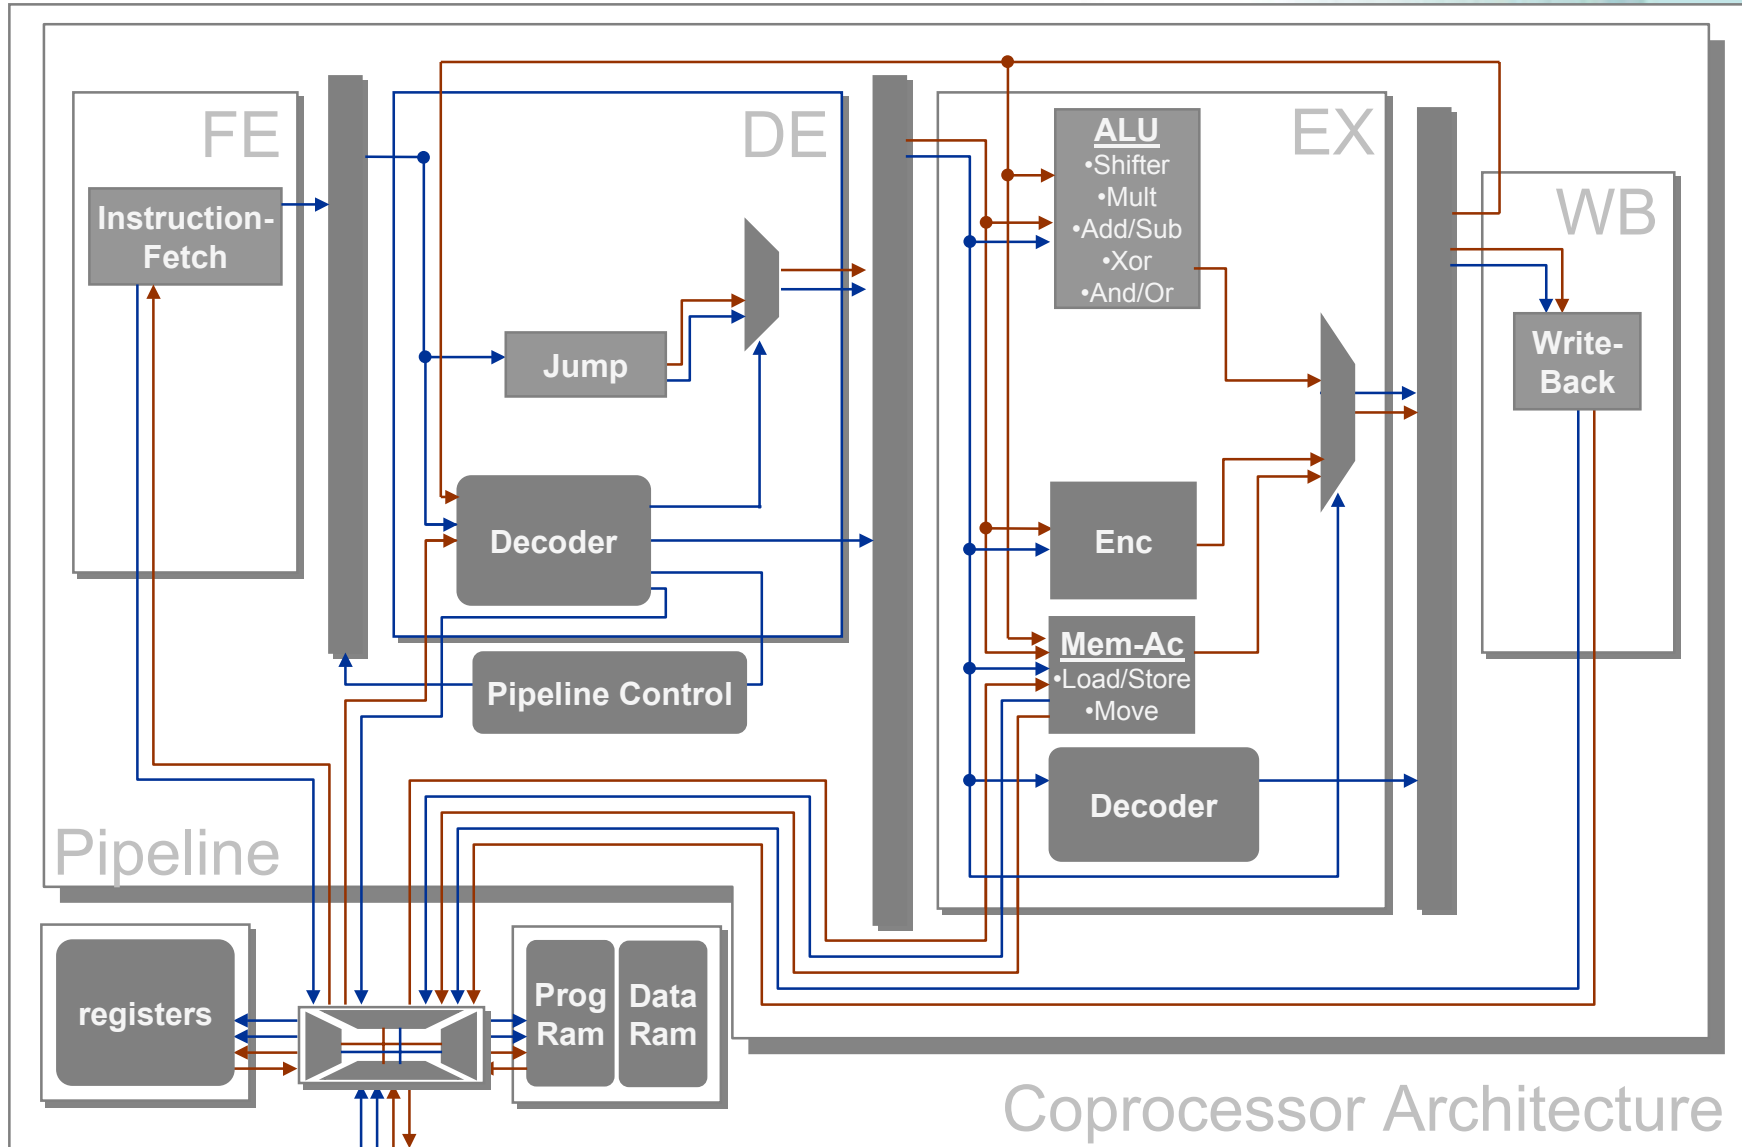 FE
Instruction-
Fetch
DE
Jump
Decoder
Pipeline Control
EX
ALU
•Shifter
•Mult
•Add/Sub
•Xor
•And/Or
Enc
Mem-Ac
•Load/Store
•Move
Decoder
WB
Write-
Back
Pipeline
registers
Prog
Ram
Data
Ram
Coprocessor Architecture